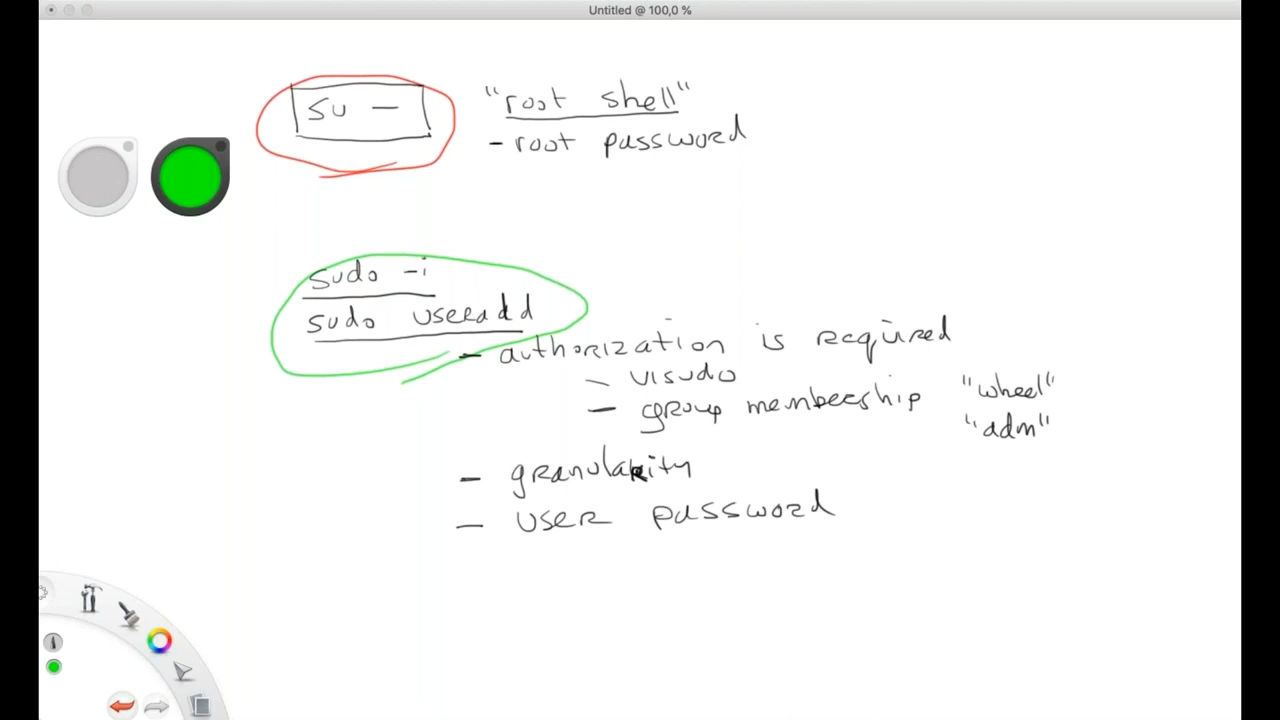 Untitled @ 100,0 %
su - "root shell"
- root password
sudo -i
sudo useradd
- authorization is required
- visudo
- group membership "wheel"
"adm"
- granularity
- user password